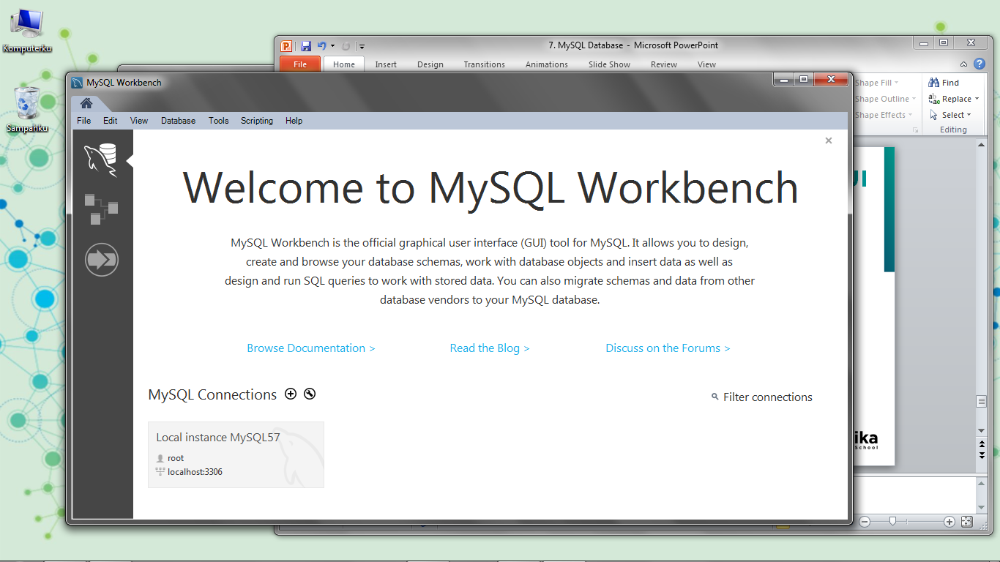 Komputerku
Sampahku
7. MySQL Database - Microsoft PowerPoint
File Home Insert Design Transitions Animations Slide Show Review View
Shape Fill
Shape Outline
Shape Effects
Find
Replace
Select
Editing
MySQL Workbench
File Edit View Database Tools Scripting Help
Welcome to MySQL Workbench
MySQL Workbench is the official graphical user interface (GUI) tool for MySQL. It allows you to design,
create and browse your database schemas, work with database objects and insert data as well as
design and run SQL queries to work with stored data. You can also migrate schemas and data from other
database vendors to your MySQL database.
Browse Documentation > Read the Blog > Discuss on the Forums >
MySQL Connections
Filter connections
Local instance MySQL57
root
localhost:3306
ika
School